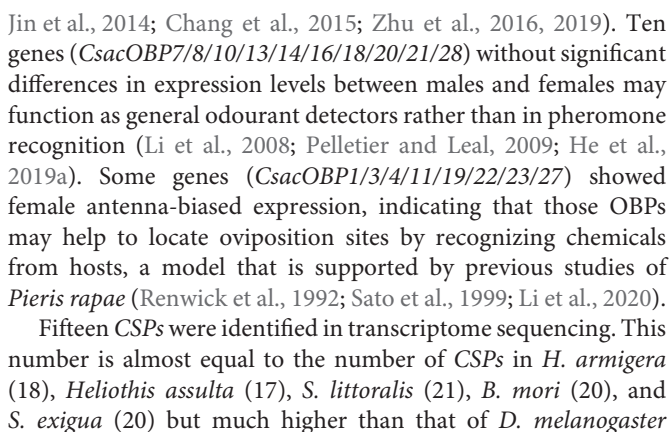 Jin et al., 2014; Chang et al., 2015; Zhu et al., 2016, 2019). Ten
genes (CsacOBP7/8/10/13/14/16/18/20/21/28) without significant
differences in expression levels between males and females may
function as general odourant detectors rather than in pheromone
recognition (Li et al., 2008; Pelletier and Leal, 2009; He et al.,
2019a). Some genes (CsacOBP1/3/4/11/19/22/23/27) showed
female antenna-biased expression, indicating that those OBPs
may help to locate oviposition sites by recognizing chemicals
from hosts, a model that is supported by previous studies of
Pieris rapae (Renwick et al., 1992; Sato et al., 1999; Li et al., 2020).
Fifteen CSPs were identified in transcriptome sequencing. This
number is almost equal to the number of CSPs in H. armigera
(18), Heliothis assulta (17), S. littoralis (21), B. mori (20), and
S. exigua (20) but much higher than that of D. melanogaster